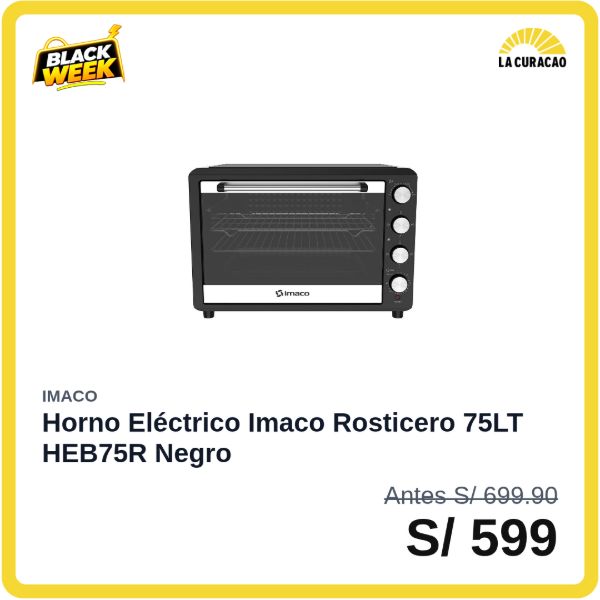 BLACK
WEEK
LA CURACAO
imaco
IMACO
Horno Eléctrico Imaco Rosticero 75LT
HEB75R Negro
Antes S/ 699.90
S/ 599